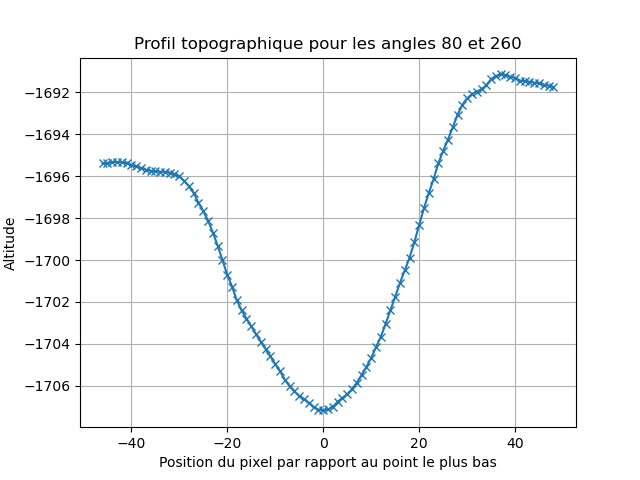 Profil topographique pour les angles 80 et 260
Altitude
−1692
−1694
−1696
−1698
−1700
−1702
−1704
−1706
−40 −20 0 20 40
Position du pixel par rapport au point le plus bas